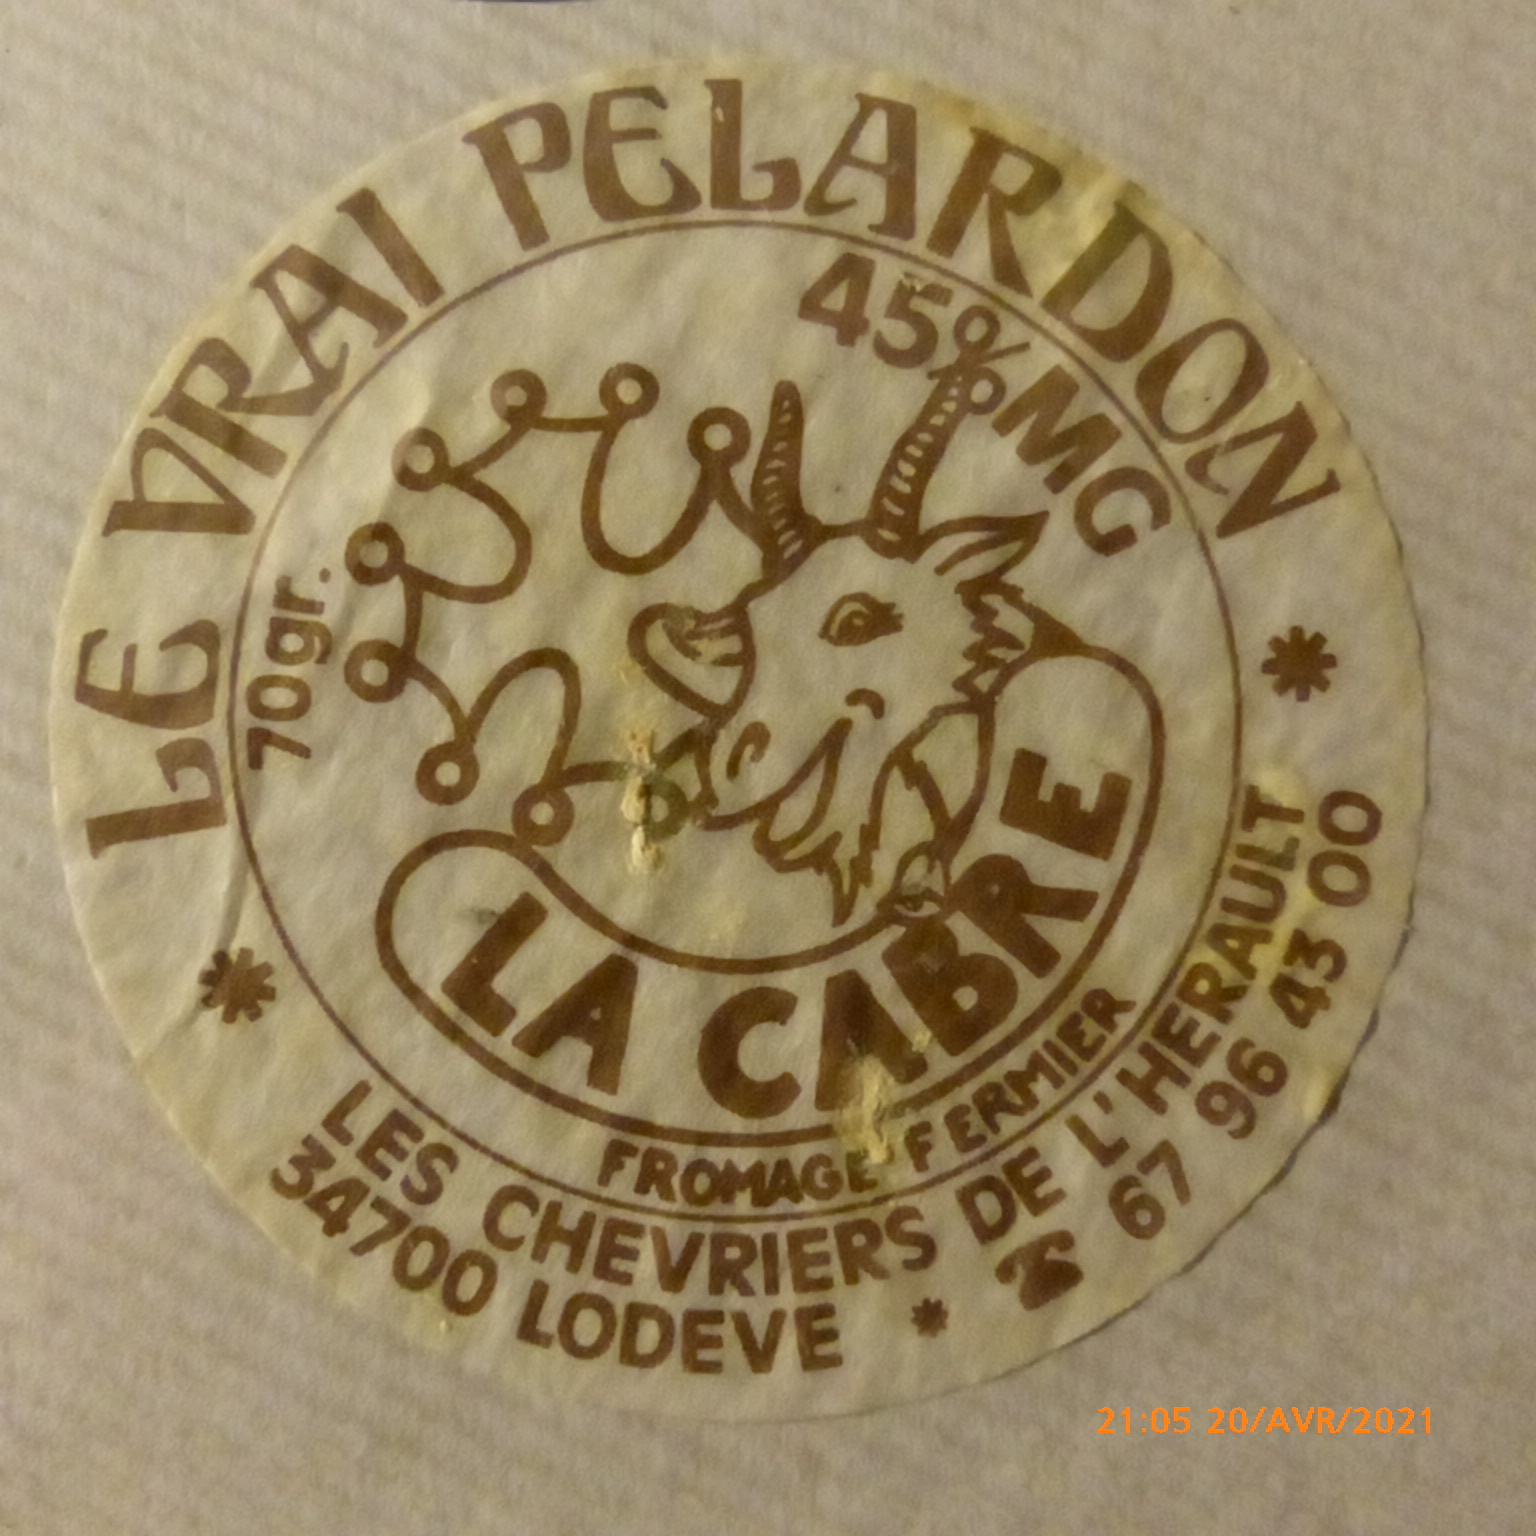 LE VRAI PELARDON
45% MG
70gr.
LA CABRE
FROMAGE FERMIER
LES CHEVRIERS DE L'HERAULT
34700 LODEVE * ☎ 67 96 43 00
21:05 20/AVR/2021